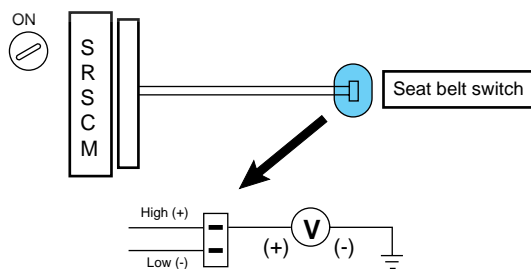 ON
S
R
S
C
M
Seat belt switch
High (+)
Low (-)
(+) V (-)